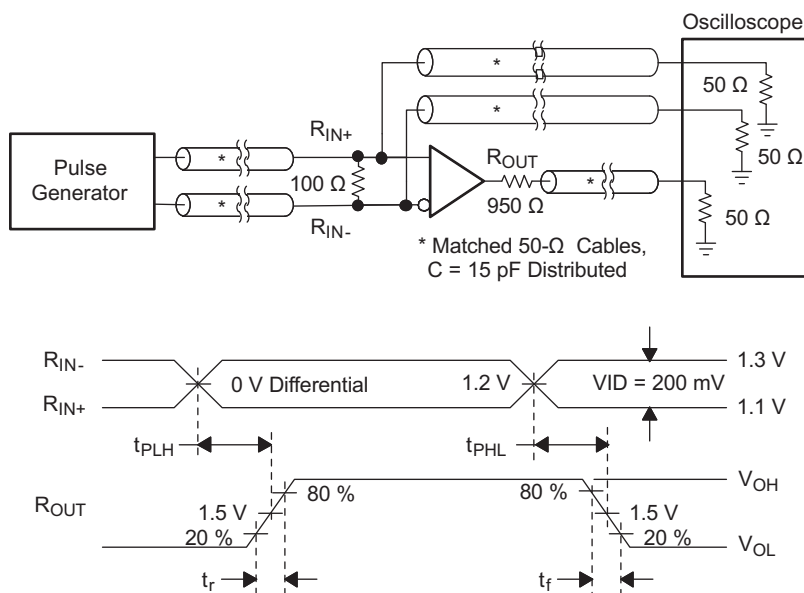 Oscilloscope
*
50 Ω
*
50 Ω
Pulse
Generator
*
*
R_IN+
100 Ω
R_IN-
R_OUT
950 Ω
*
50 Ω
* Matched 50-Ω Cables,
C = 15 pF Distributed
R_IN-
R_IN+
0 V Differential
1.2 V
VID = 200 mV
1.3 V
1.1 V
t_PLH
t_PHL
R_OUT
80 %
1.5 V
20 %
80 %
1.5 V
20 %
V_OH
V_OL
t_r
t_f